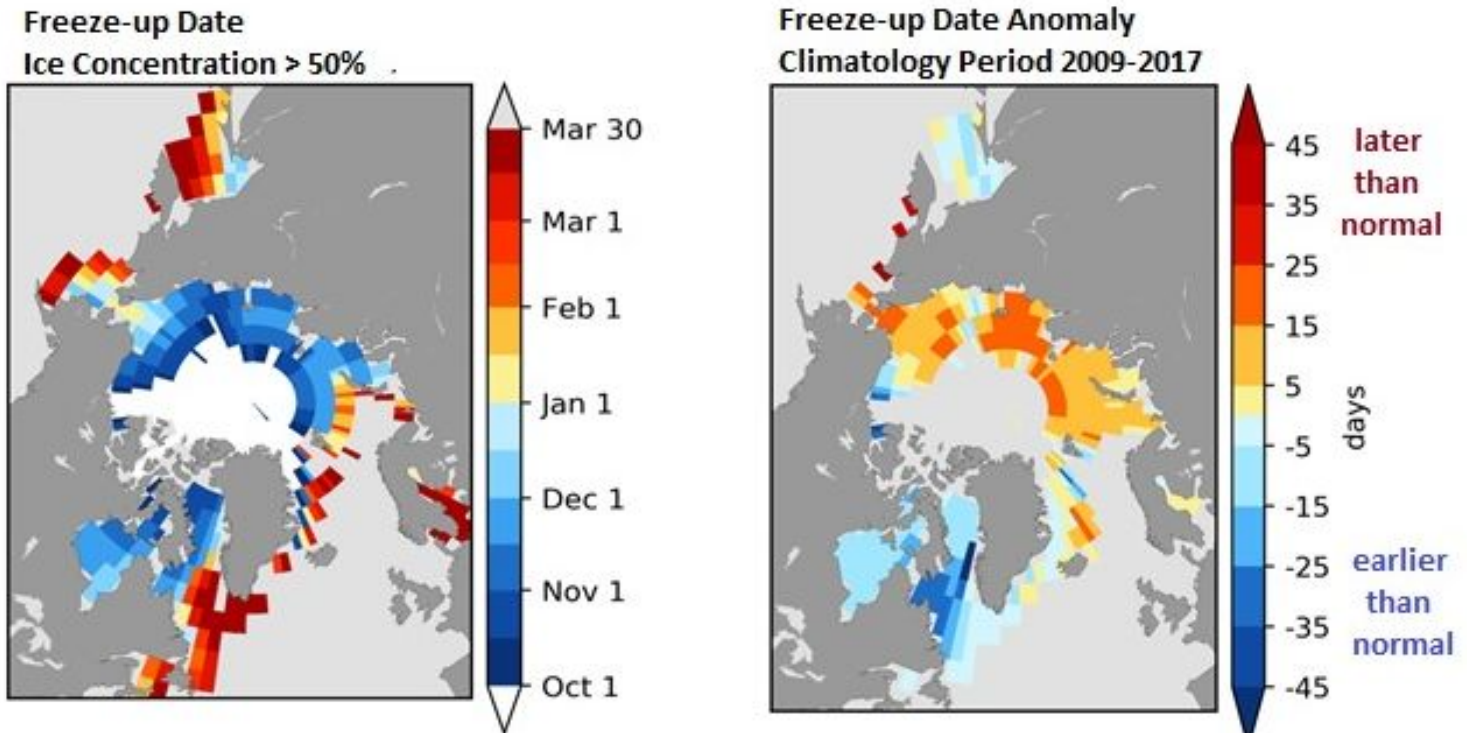 Freeze-up Date
Ice Concentration > 50%
Mar 30
Mar 1
Feb 1
Jan 1
Dec 1
Nov 1
Oct 1
Freeze-up Date Anomaly
Climatology Period 2009-2017
45
35
25
15
5
-5
-15
-25
-35
-45
days
later
than
normal
earlier
than
normal